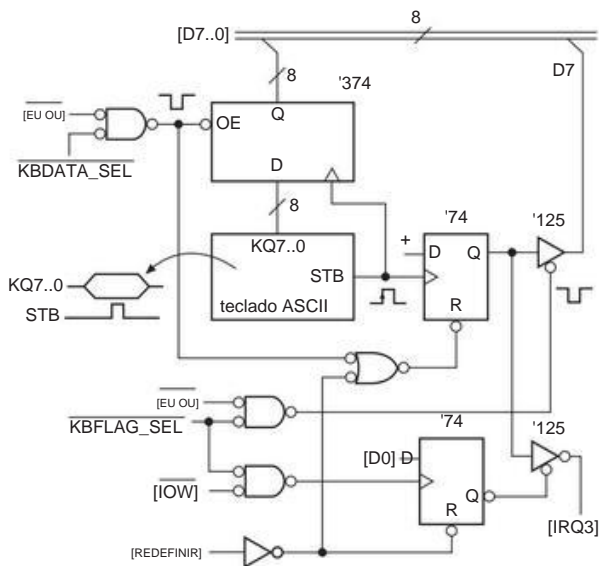 [D7..0]
8
D7
8
'374
[EU OU]
OE
Q
KBDATA_SEL
D
8
'74
'125
KQ7..0
+
D
Q
STB
KQ7..0
teclado ASCII
R
STB
[EU OU]
KBFLAG_SEL
'74
'125
[D0]
D
[IOW]
Q
R
[IRQ3]
[REDEFINIR]